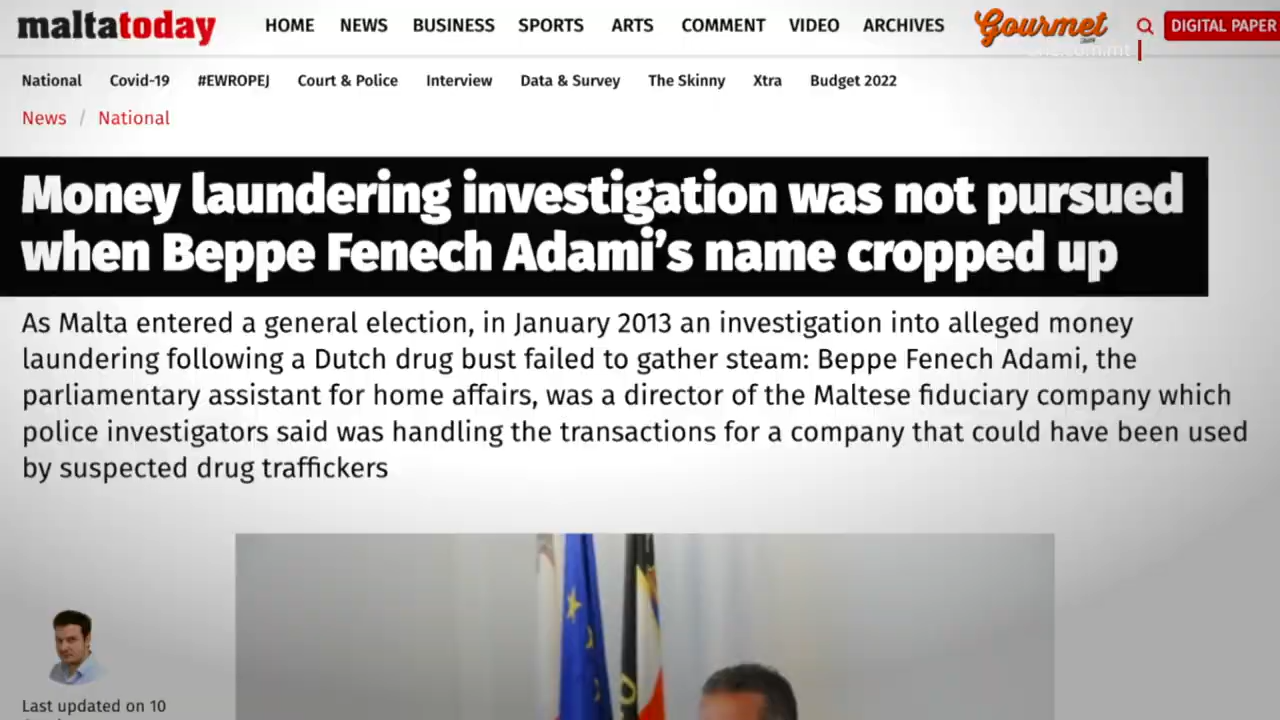 maltatoday
HOME NEWS BUSINESS SPORTS ARTS COMMENT VIDEO ARCHIVES Gourmet DIGITAL PAPER
National Covid-19 #EWROPEJ Court & Police Interview Data & Survey The Skinny Xtra Budget 2022
News / National
Money laundering investigation was not pursued
when Beppe Fenech Adami’s name cropped up
As Malta entered a general election, in January 2013 an investigation into alleged money
laundering following a Dutch drug bust failed to gather steam: Beppe Fenech Adami, the
parliamentary assistant for home affairs, was a director of the Maltese fiduciary company which
police investigators said was handling the transactions for a company that could have been used
by suspected drug traffickers
Last updated on 10